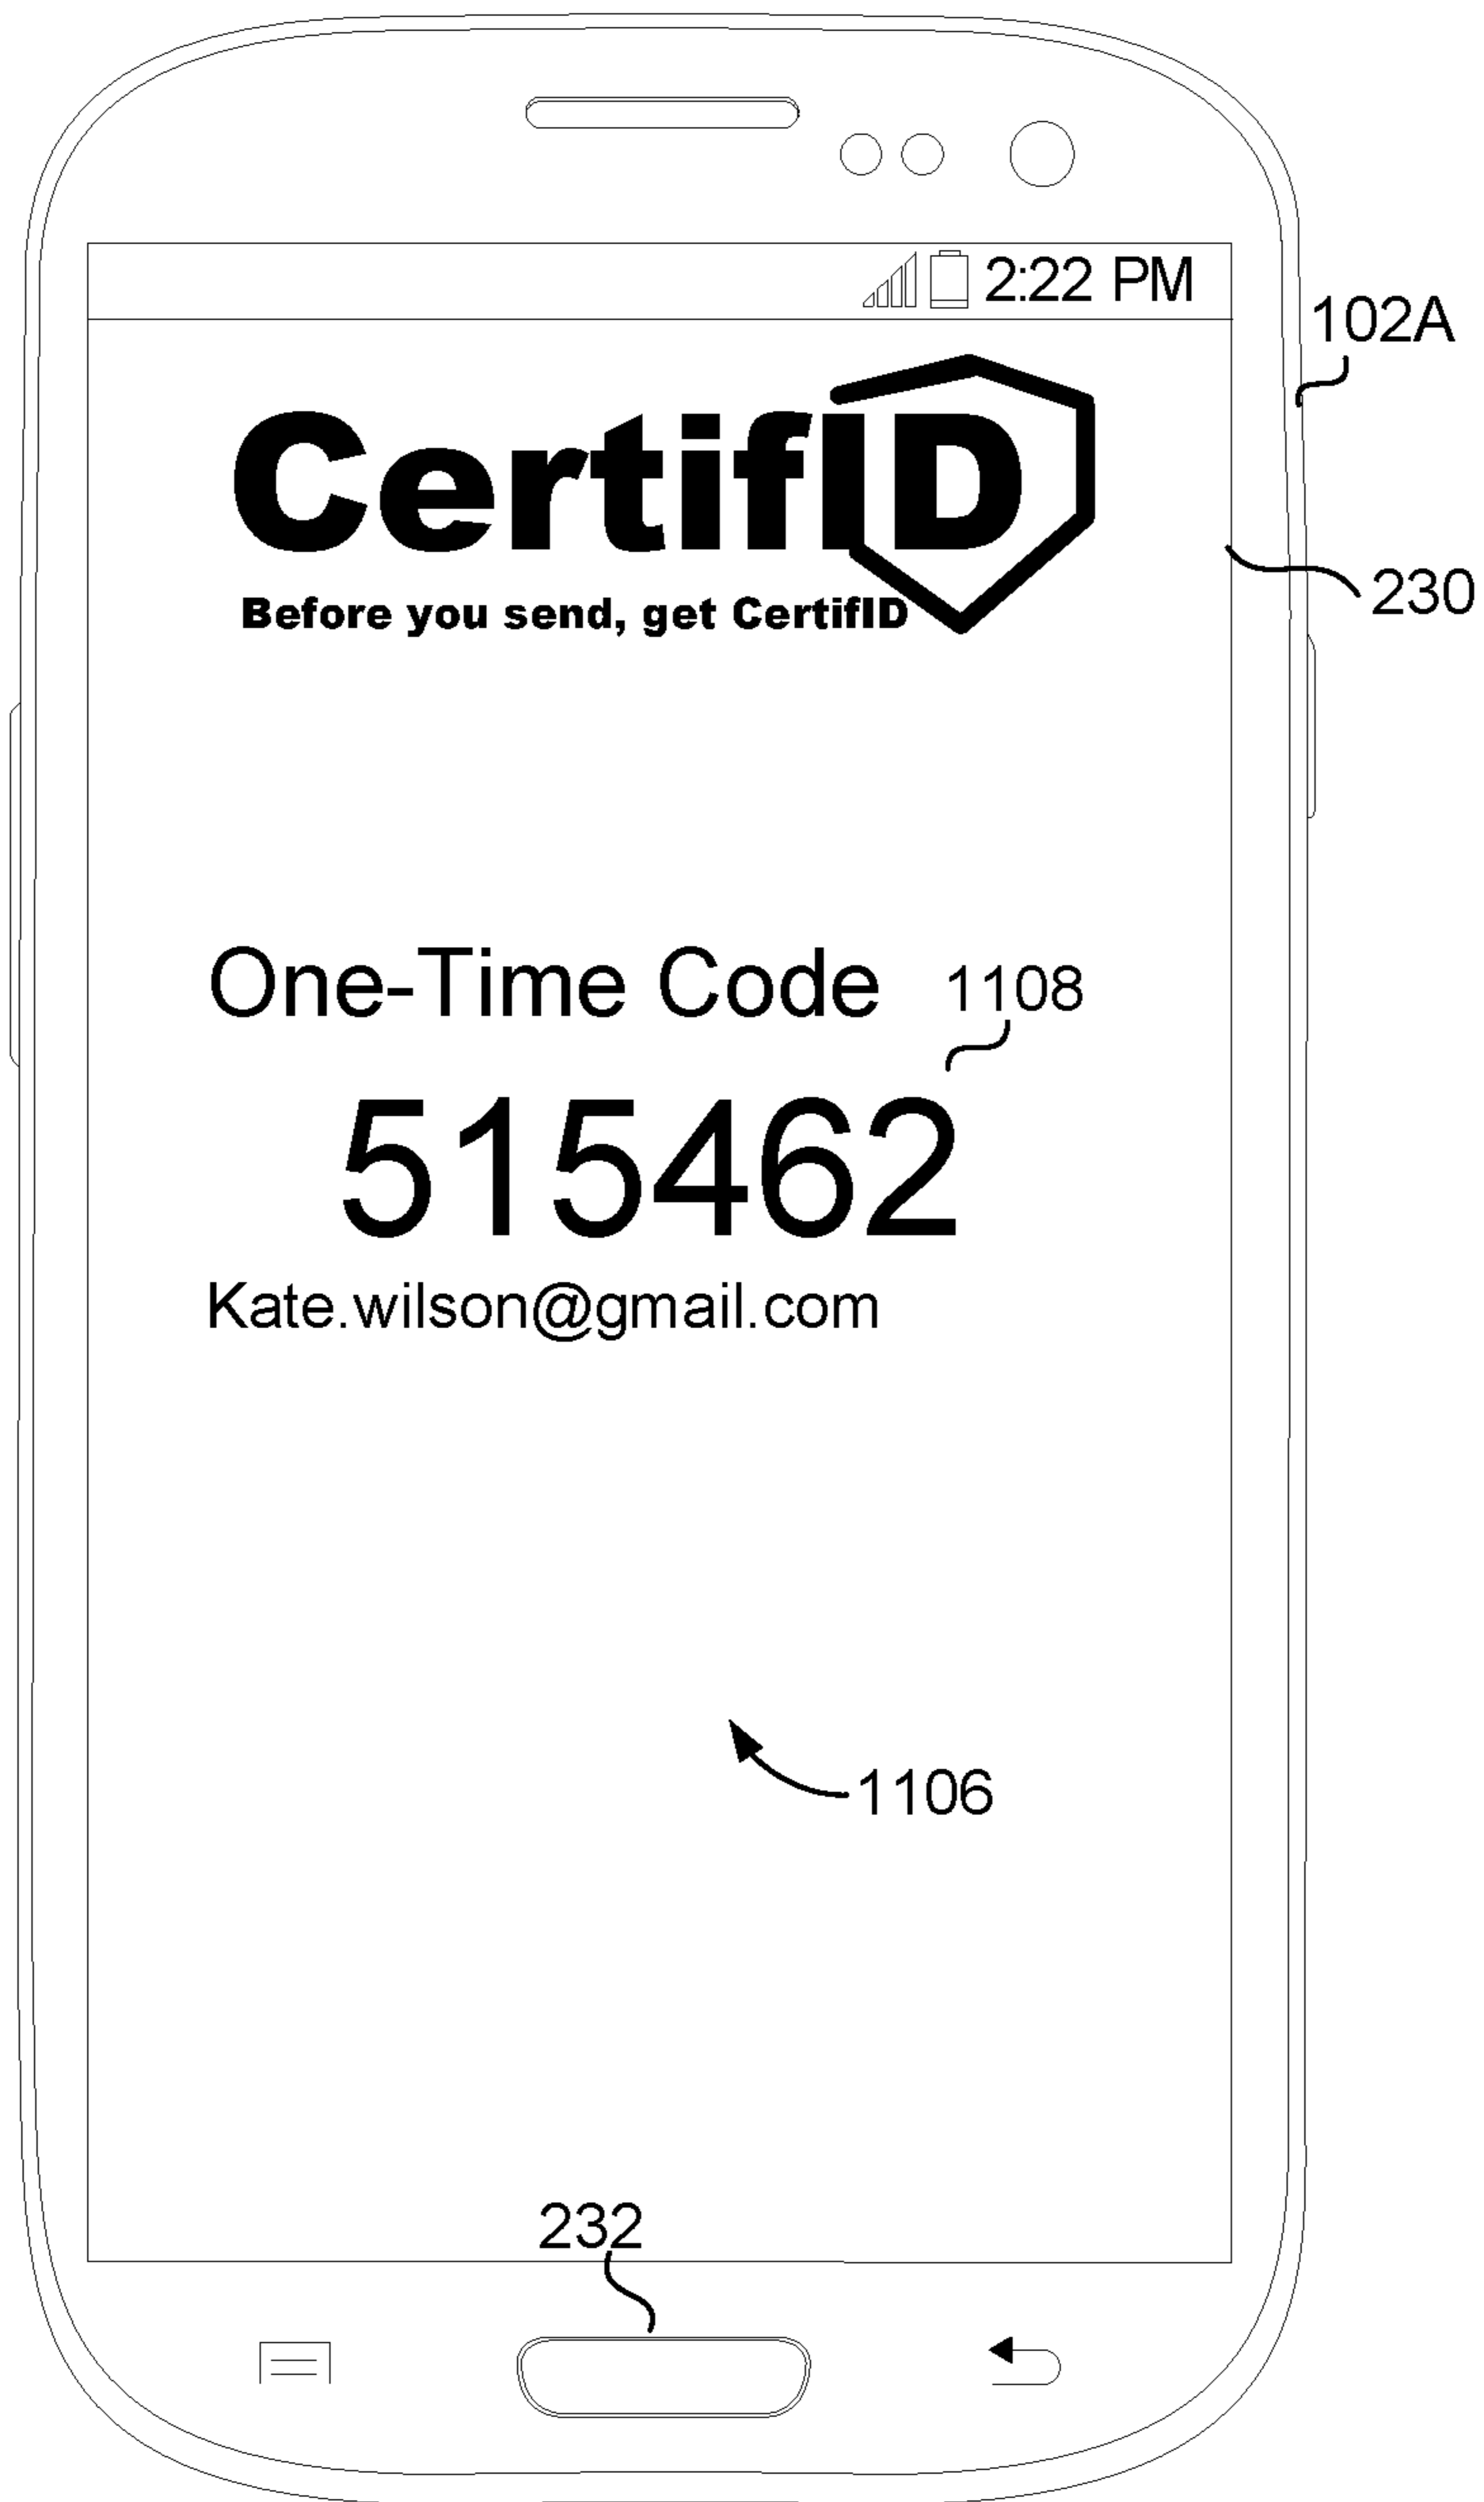 2:22 PM
102A
CertifID
230
Before you send, get CertifID
One-Time Code
1108
515462
Kate.wilson@gmail.com
1106
232